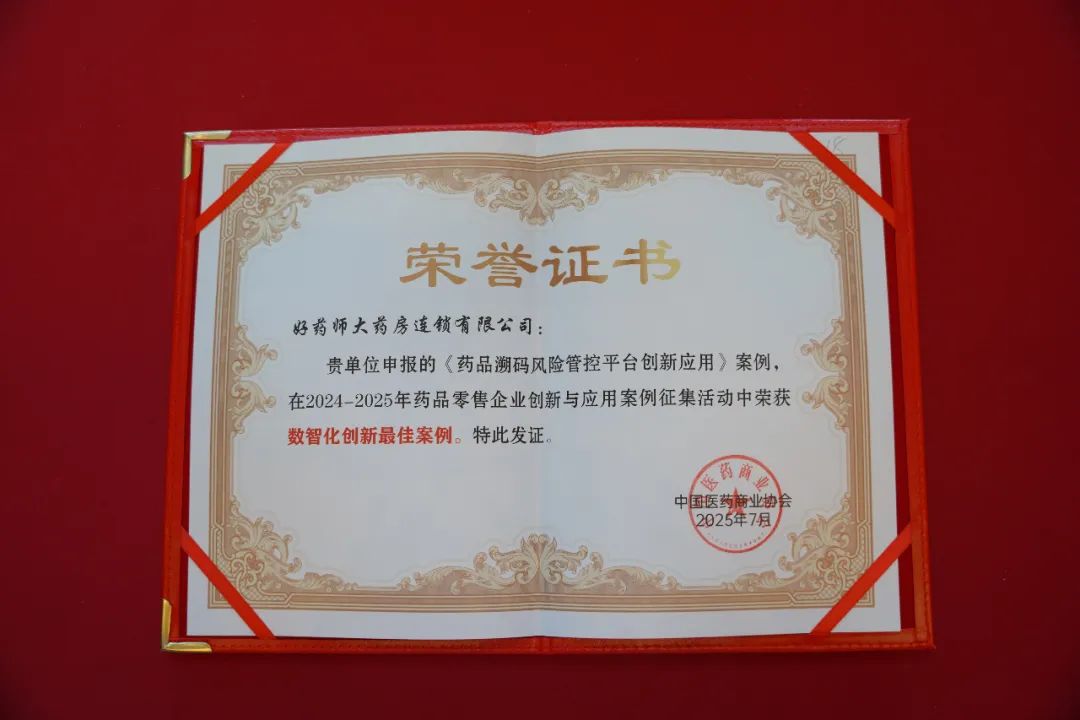 荣誉证书
好药师大药房连锁有限公司：
贵单位申报的《药品溯码风险管控平台创新应用》案例，
在2024-2025年药品零售企业创新与应用案例征集活动中荣获
数智化创新最佳案例。特此发证。
中国医药商业协会
2025年7月